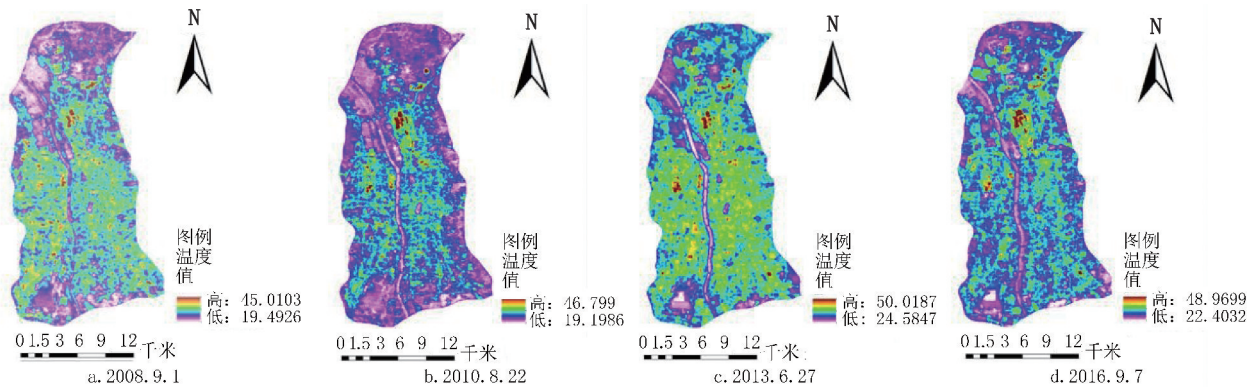 N
图例
温度
值
高: 45.0103
低: 19.4926
0 1.5 3 6 9 12
千米
a.2008.9.1
N
图例
温度
值
高: 46.799
低: 19.1986
0 1.5 3 6 9 12
千米
b.2010.8.22
N
图例
温度
值
高: 50.0187
低: 24.5847
0 1.5 3 6 9 12
千米
c.2013.6.27
N
图例
温度
值
高: 48.9699
低: 22.4032
0 1.5 3 6 9 12
千米
d.2016.9.7